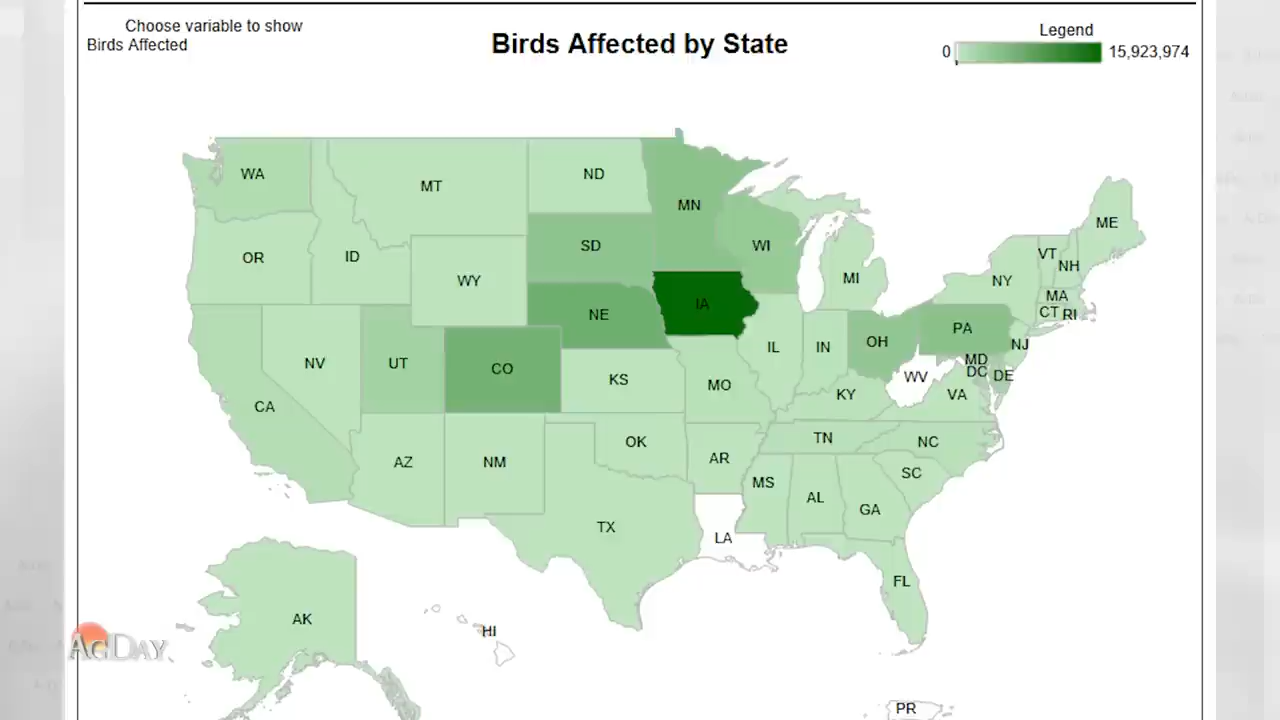 Choose variable to show
Birds Affected
Birds Affected by State
Legend
0 15,923,974
WA
MT
ND
MN
ME
OR
ID
WY
SD
WI
MI
NY
VT
NH
MA
CT
RI
IA
NE
NV
UT
CO
KS
MO
IL
IN
OH
PA
NJ
MD
DC
DE
WV
VA
KY
CA
AZ
NM
OK
AR
TN
NC
SC
MS
AL
GA
TX
LA
FL
AK
HI
PR
AGDAY